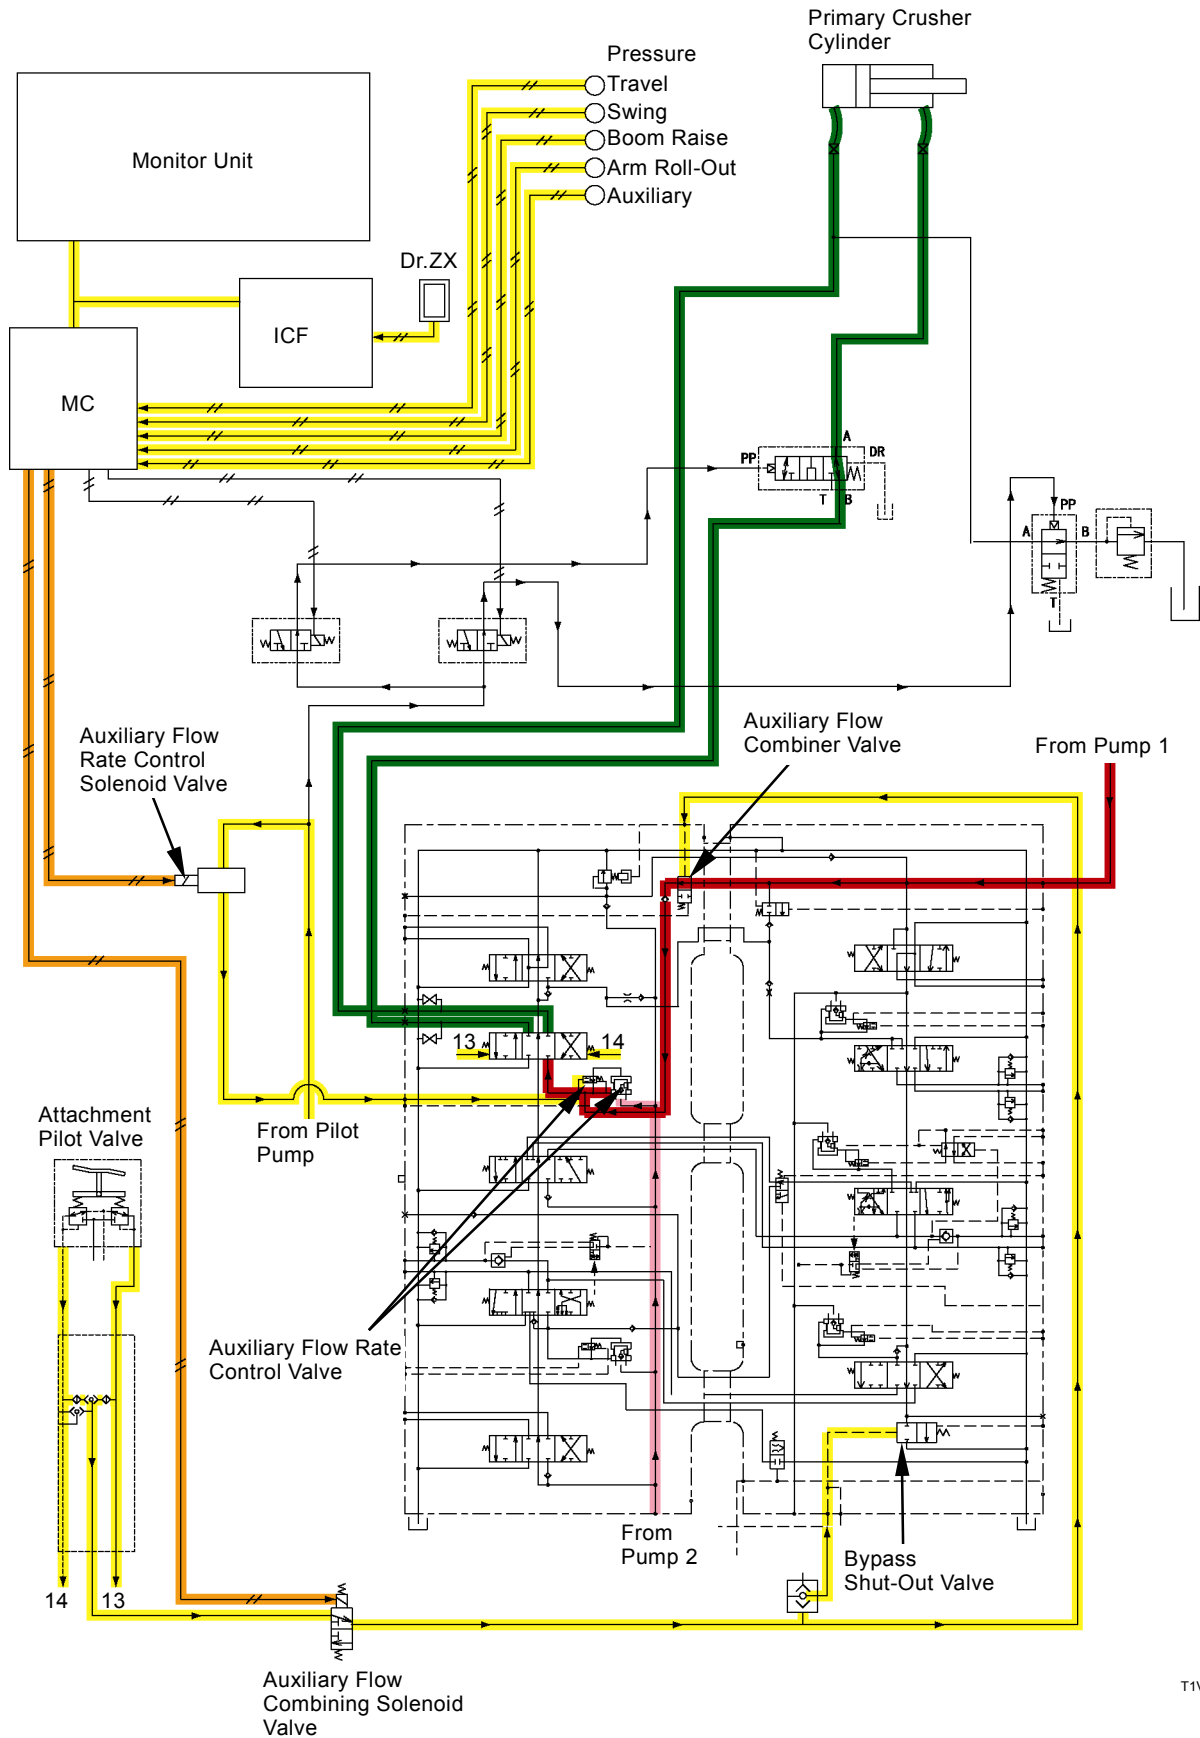 Primary Crusher
Cylinder
Pressure
Travel
Swing
Boom Raise
Arm Roll-Out
Auxiliary
Monitor Unit
Dr.ZX
ICF
MC
A
PP
DR
T
B
PP
A
B
T
Auxiliary Flow
Rate Control
Solenoid Valve
Auxiliary Flow
Combiner Valve
From Pump 1
13
14
Attachment
Pilot Valve
From Pilot
Pump
Auxiliary Flow Rate
Control Valve
From
Pump 2
Bypass
Shut-Out Valve
14
13
Auxiliary Flow
Combining Solenoid
Valve